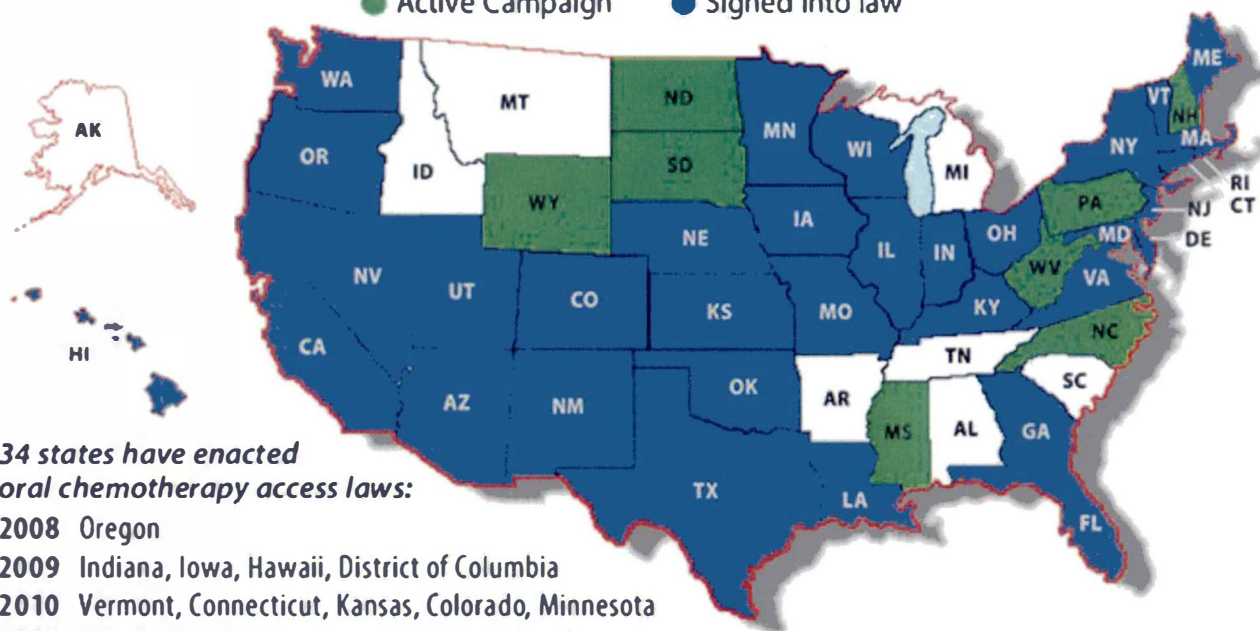 Active Campaign Signed into law
WA
MT
ND
MN
ME
VT
NH
AK
OR
ID
SD
WI
MI
NY
MA
WY
RI
CT
PA
NJ
IA
NE
OH
MD
DE
IL
IN
WV
VA
NV
UT
CO
KS
MO
KY
HI
CA
NC
TN
OK
SC
AZ
NM
AR
MS
AL
GA
34 states have enacted
oral chemotherapy access laws:
TX
LA
FL
2008 Oregon
2009 Indiana, Iowa, Hawaii, District of Columbia
2010 Vermont, Connecticut, Kansas, Colorado, Minnesota